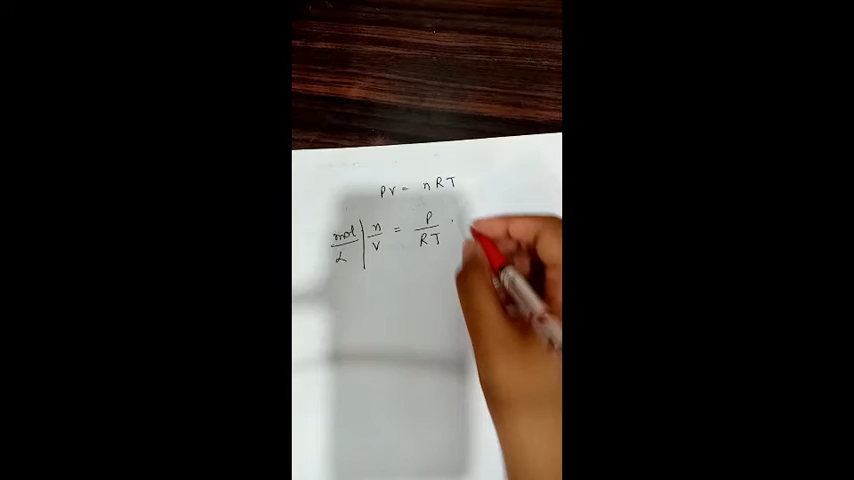 PV = nRT
mol/L | n/V = P/RT